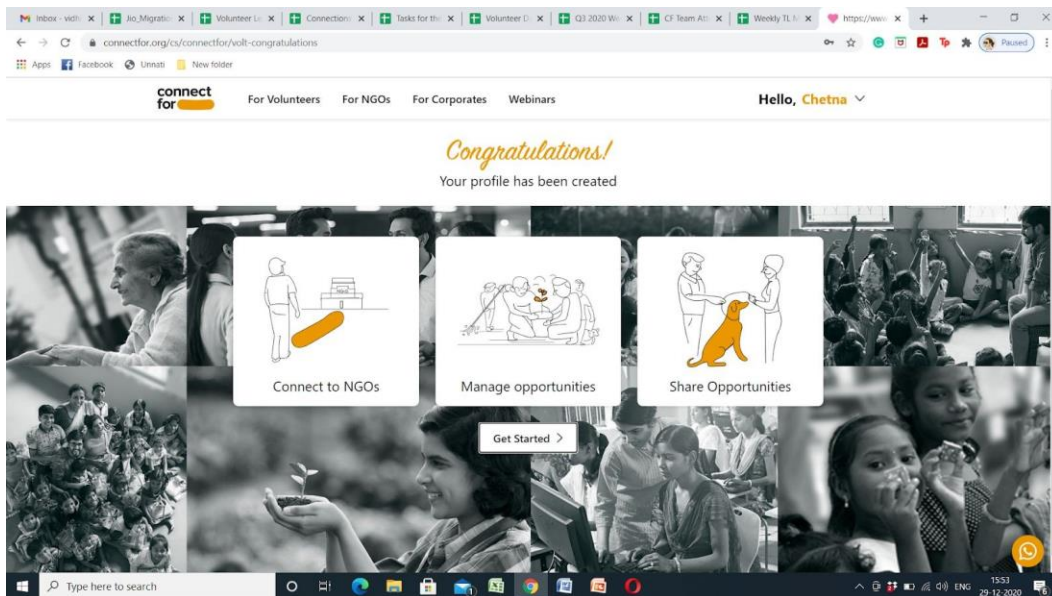 Inbox - vidhi
Jio_Migratio
Volunteer Le
Connection
Tasks for the
Volunteer D
Q3 2020 We
CF Team Att
Weekly TL M
https://www
connectfor.org/cs/connectfor/volt-congratulations
Paused
Apps
Facebook
Unnati
New folder
connect
for
For Volunteers
For NGOs
For Corporates
Webinars
Hello, Chetna
Congratulations!
Your profile has been created
Connect to NGOs
Manage opportunities
Share Opportunities
Get Started >
Type here to search
ENG
15:53
29-12-2020